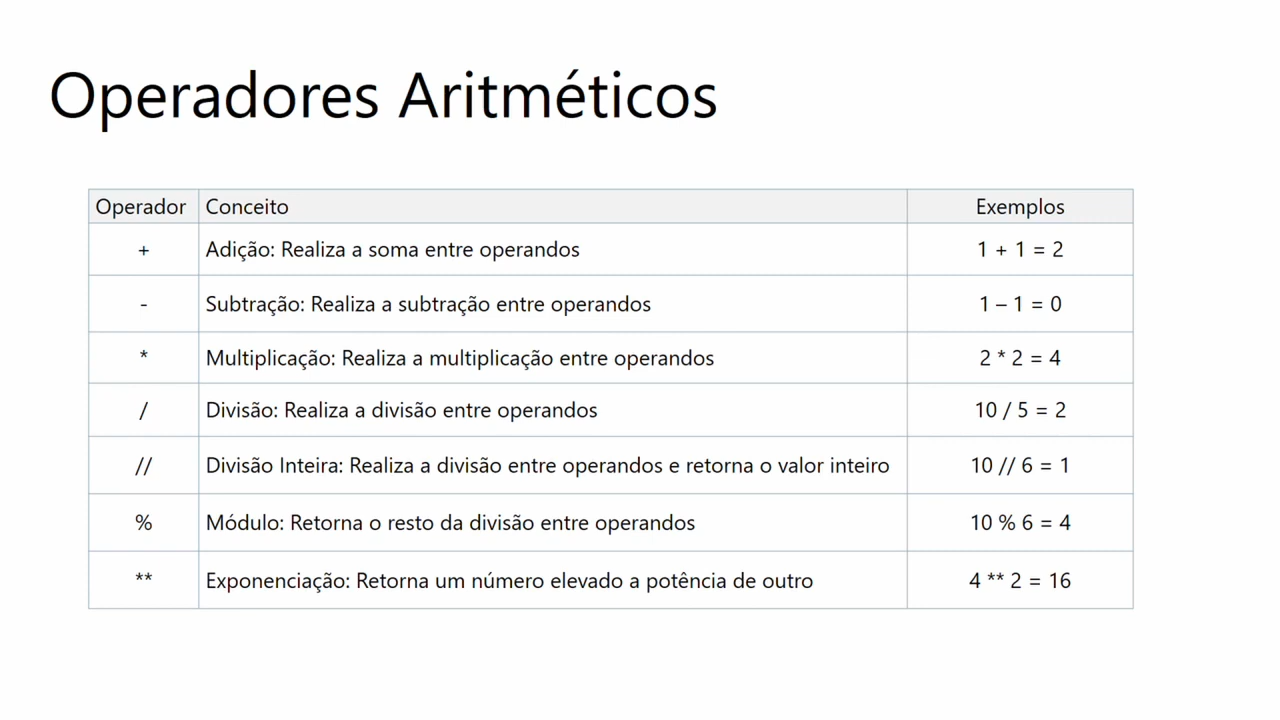 Operadores Aritméticos
Operador Conceito Exemplos
+ Adição: Realiza a soma entre operandos 1 + 1 = 2
- Subtração: Realiza a subtração entre operandos 1 – 1 = 0
* Multiplicação: Realiza a multiplicação entre operandos 2 * 2 = 4
/ Divisão: Realiza a divisão entre operandos 10 / 5 = 2
// Divisão Inteira: Realiza a divisão entre operandos e retorna o valor inteiro 10 // 6 = 1
% Módulo: Retorna o resto da divisão entre operandos 10 % 6 = 4
** Exponenciação: Retorna um número elevado a potência de outro 4 ** 2 = 16